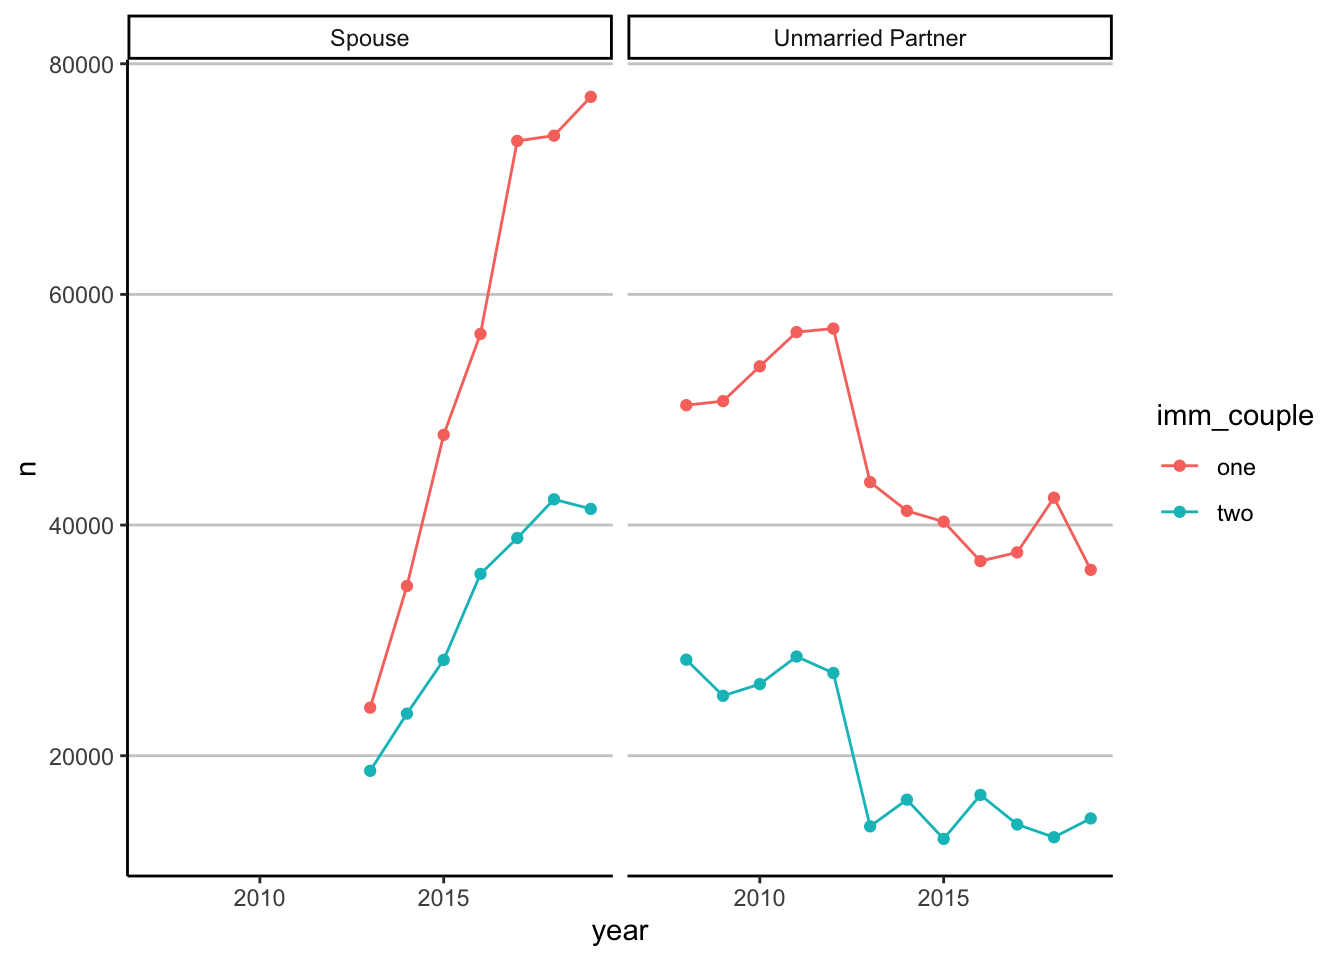 Spouse
Unmarried Partner
80000
60000
40000
20000
n
2010
2015
2010
2015
year
imm_couple
one
two